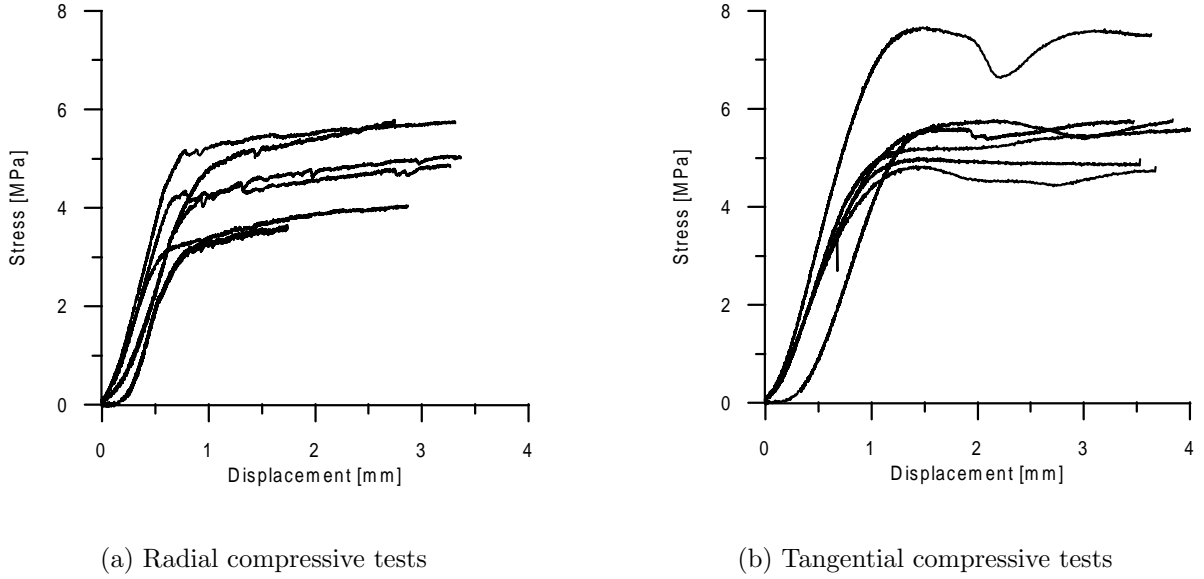 8
6
4
2
0
Stress [MPa]
0 1 2 3 4
Displacement [mm]
(a) Radial compressive tests
8
6
4
2
0
Stress [MPa]
0 1 2 3 4
Displacement [mm]
(b) Tangential compressive tests